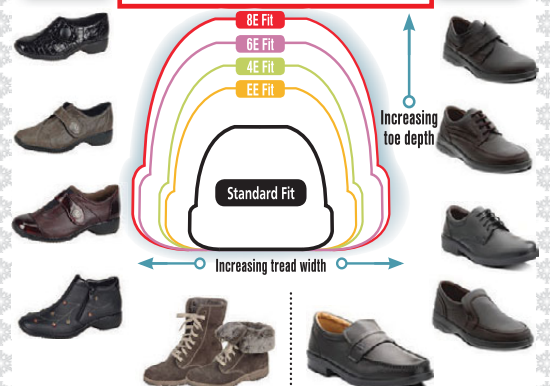 8E Fit
6E Fit
4E Fit
EE Fit
Increasing
toe depth
Standard Fit
Increasing tread width